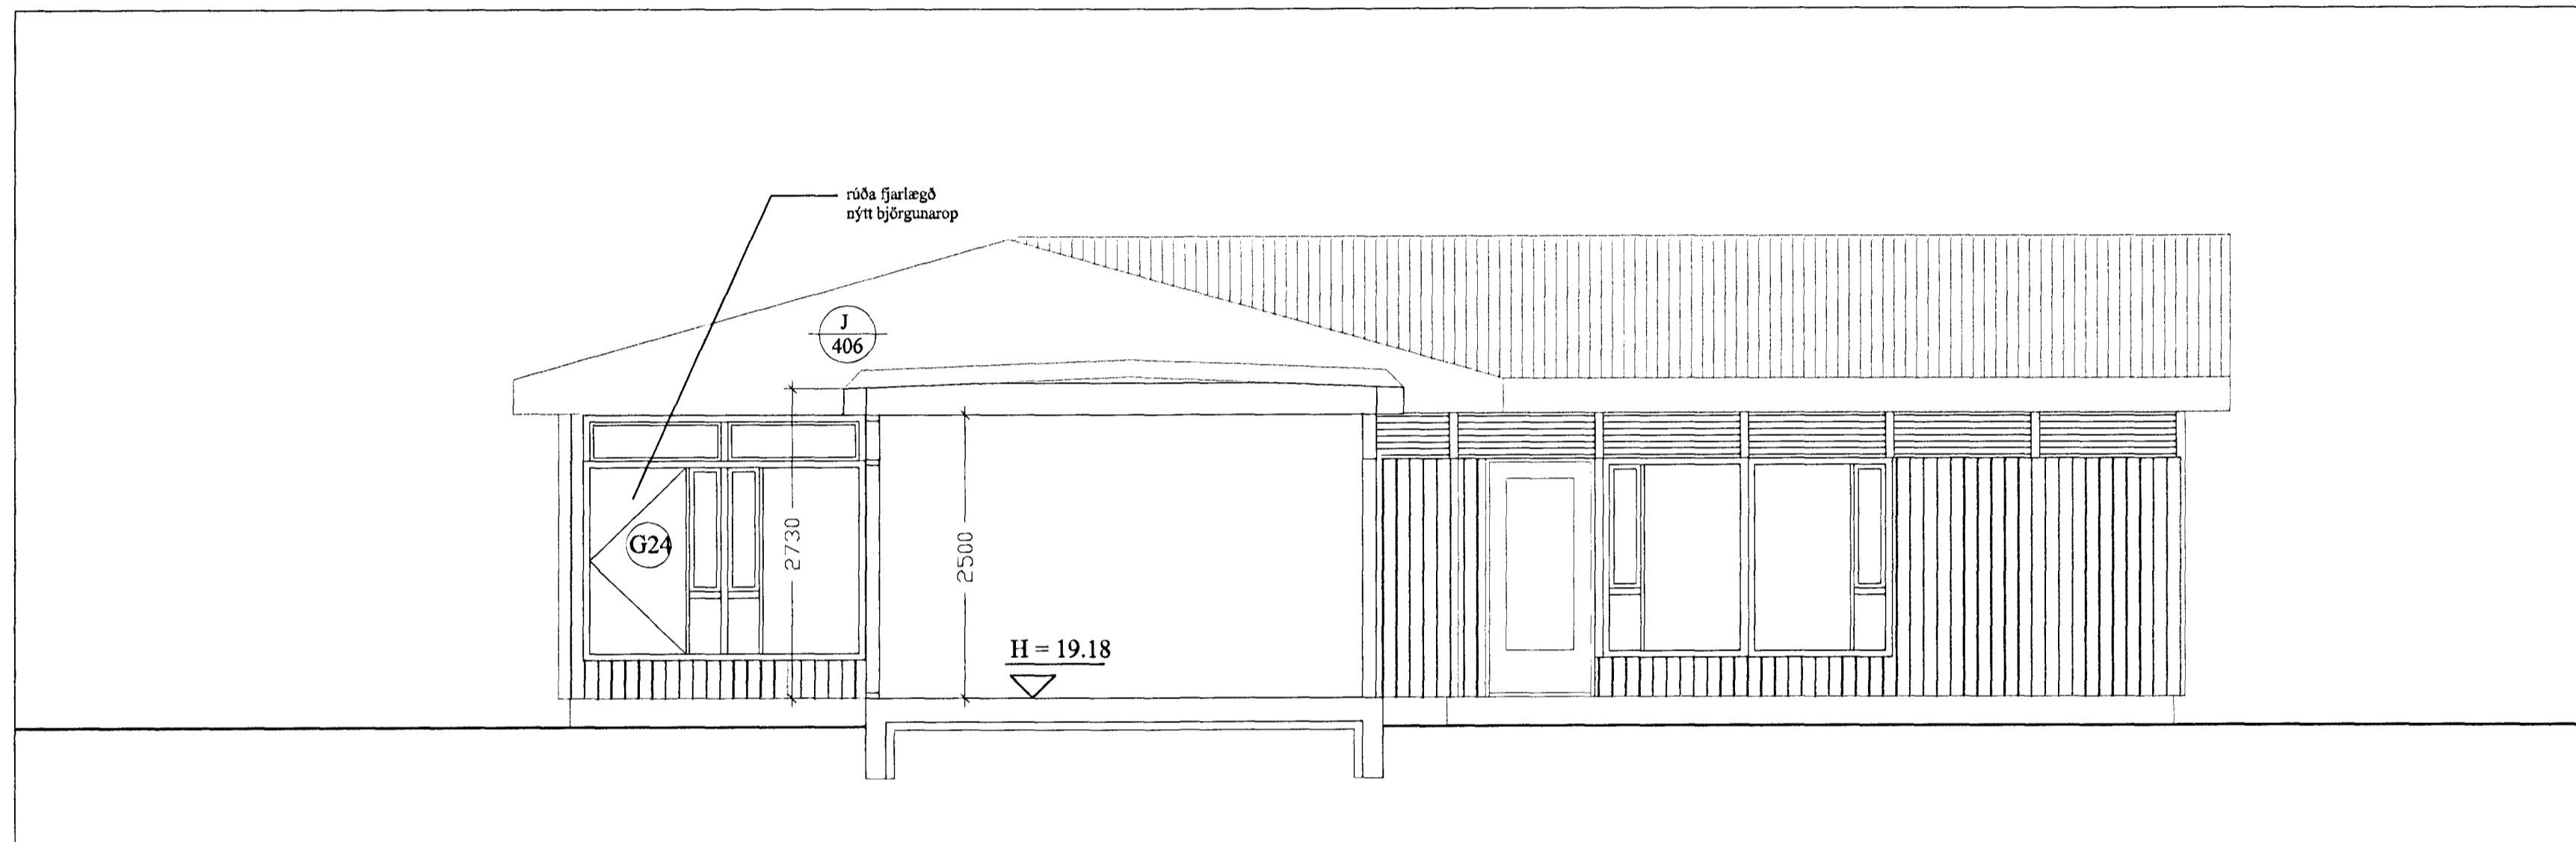 rúða fjarlægð
nýtt björgunarop
J
406
G24
2730
2500
H = 19.18